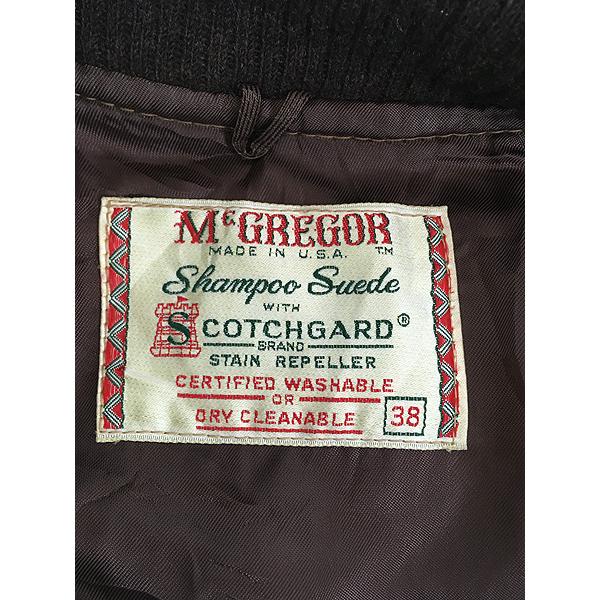 McGREGOR
MADE IN U.S.A. TM
Shampoo Suede
WITH
SCOTCHGARD®
BRAND
STAIN REPELLER
CERTIFIED WASHABLE
OR
DRY CLEANABLE 38